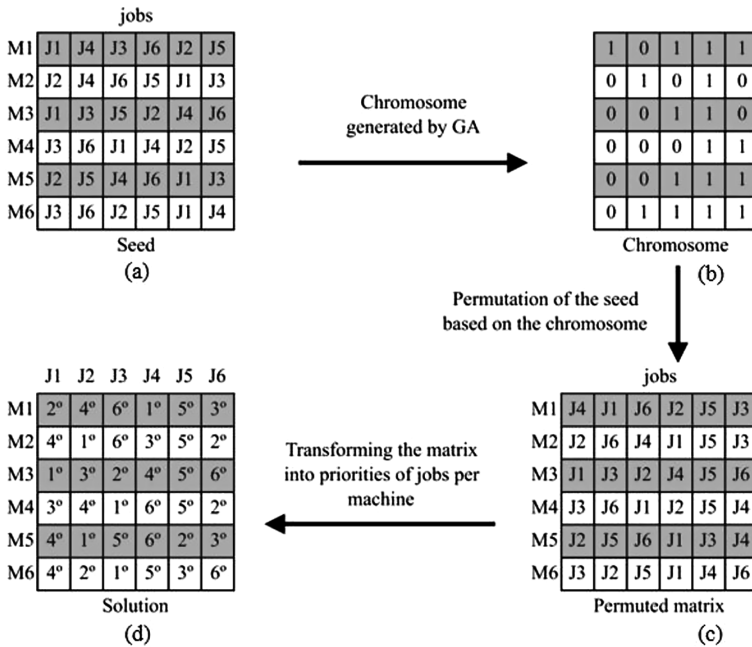 jobs
M1 J1 J4 J3 J6 J2 J5
M2 J2 J4 J6 J5 J1 J3
M3 J1 J3 J5 J2 J4 J6
M4 J3 J6 J1 J4 J2 J5
M5 J2 J5 J4 J6 J1 J3
M6 J3 J6 J2 J5 J1 J4
Seed
(a)
Chromosome
generated by GA
1 0 1 1 1
0 1 0 1 0
0 0 1 1 0
0 0 0 1 1
0 0 1 1 1
0 1 1 1 1
Chromosome
(b)
Permutation of the seed
based on the chromosome
jobs
M1 J4 J1 J6 J2 J5 J3
M2 J2 J6 J4 J1 J5 J3
M3 J1 J3 J2 J4 J5 J6
M4 J3 J6 J1 J2 J5 J4
M5 J2 J5 J6 J1 J3 J4
M6 J3 J2 J5 J1 J4 J6
Permuted matrix
(c)
Transforming the matrix
into priorities of jobs per
machine
J1 J2 J3 J4 J5 J6
M1 2º 4º 6º 1º 5º 3º
M2 4º 1º 6º 3º 5º 2º
M3 1º 3º 2º 4º 5º 6º
M4 3º 4º 1º 6º 5º 2º
M5 4º 1º 5º 6º 2º 3º
M6 4º 2º 1º 5º 3º 6º
Solution
(d)